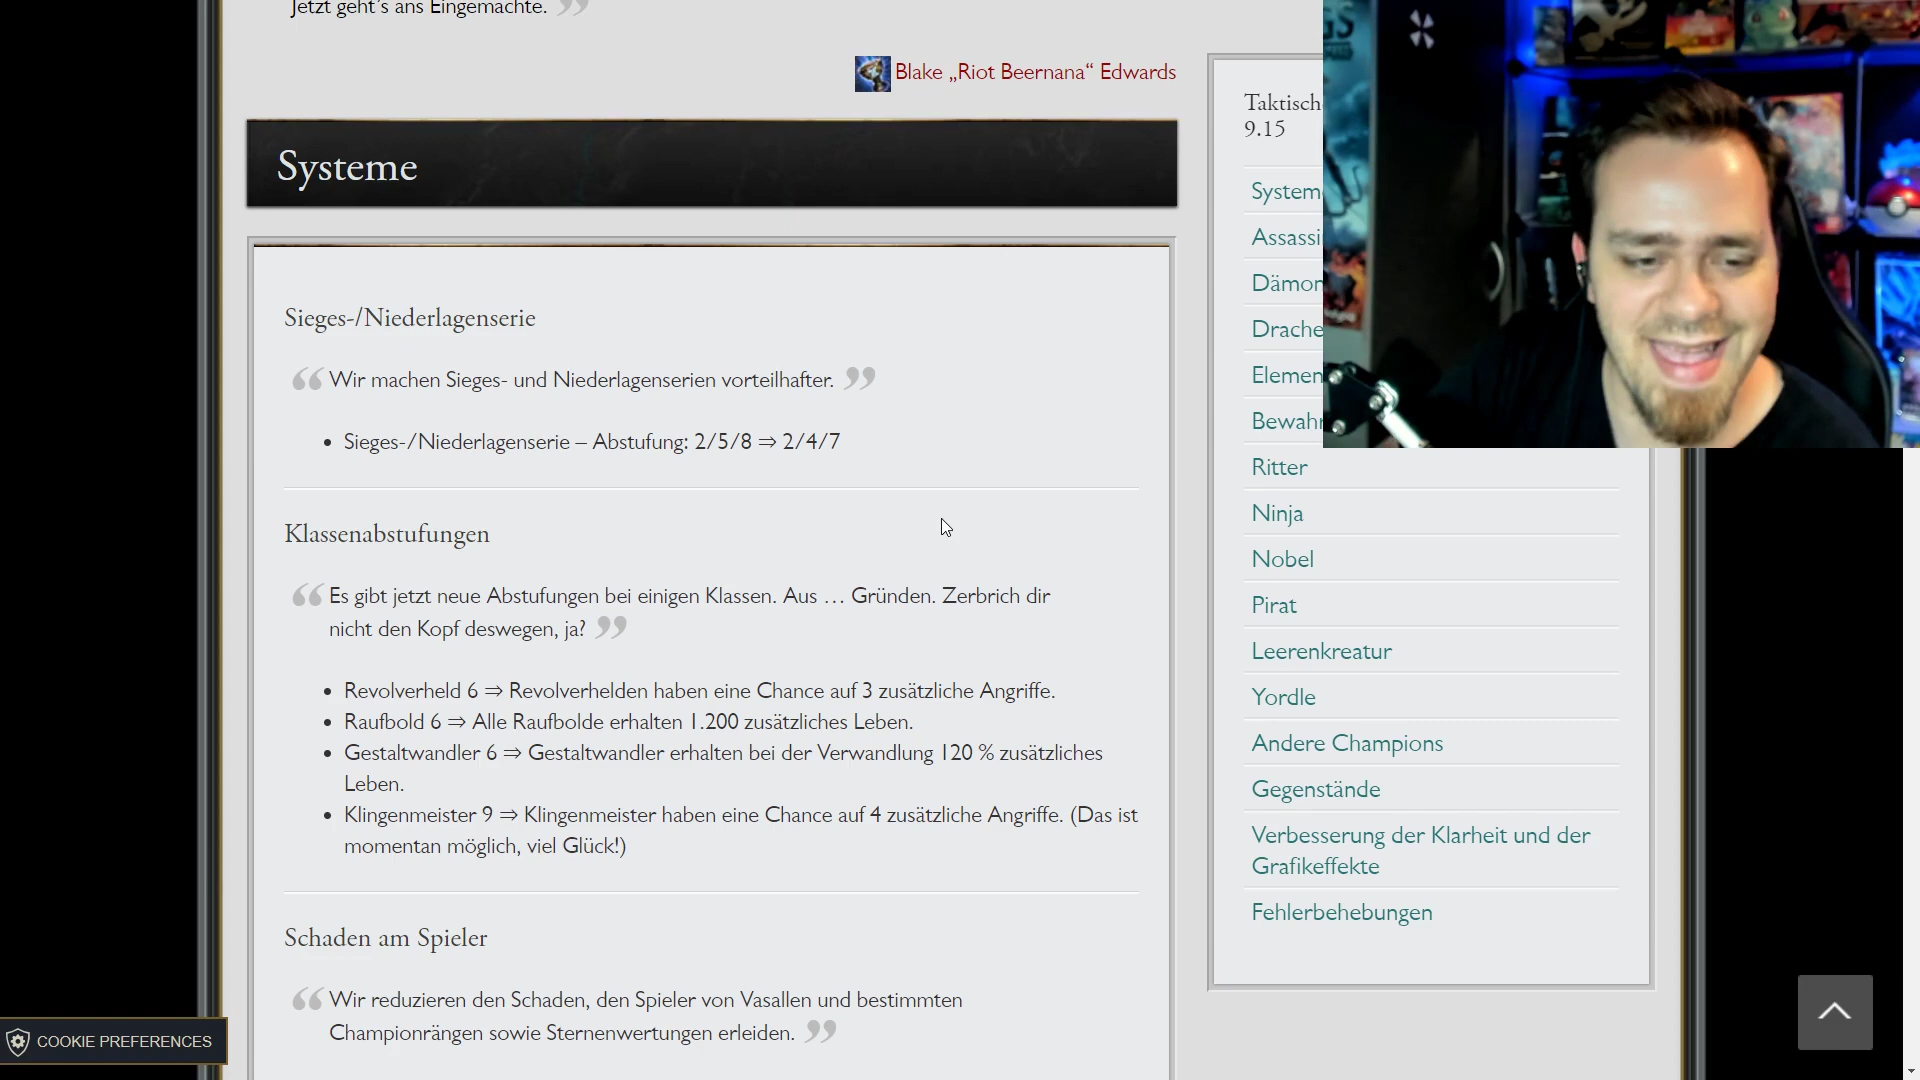 Jetzt geht's ans Eingemachte.
Blake „Riot Beernana“ Edwards
Systeme
Sieges-/Niederlagenserie
Wir machen Sieges- und Niederlagenserien vorteilhafter.
• Sieges-/Niederlagenserie – Abstufung: 2/5/8 ⇒ 2/4/7
Klassenabstufungen
Es gibt jetzt neue Abstufungen bei einigen Klassen. Aus … Gründen. Zerbrich dir
nicht den Kopf deswegen, ja?
• Revolverheld 6 ⇒ Revolverhelden haben eine Chance auf 3 zusätzliche Angriffe.
• Raufbold 6 ⇒ Alle Raufbolde erhalten 1.200 zusätzliches Leben.
• Gestaltwandler 6 ⇒ Gestaltwandler erhalten bei der Verwandlung 120 % zusätzliches
Leben.
• Klingenmeister 9 ⇒ Klingenmeister haben eine Chance auf 4 zusätzliche Angriffe. (Das ist
momentan möglich, viel Glück!)
Schaden am Spieler
Wir reduzieren den Schaden, den Spieler von Vasallen und bestimmten
Championrängen sowie Sternenwertungen erleiden.
Taktisch
9.15
System
Assassi
Dämon
Drache
Elemen
Bewahr
Ritter
Ninja
Nobel
Pirat
Leerenkreatur
Yordle
Andere Champions
Gegenstände
Verbesserung der Klarheit und der
Grafikeffekte
Fehlerbehebungen
COOKIE PREFERENCES